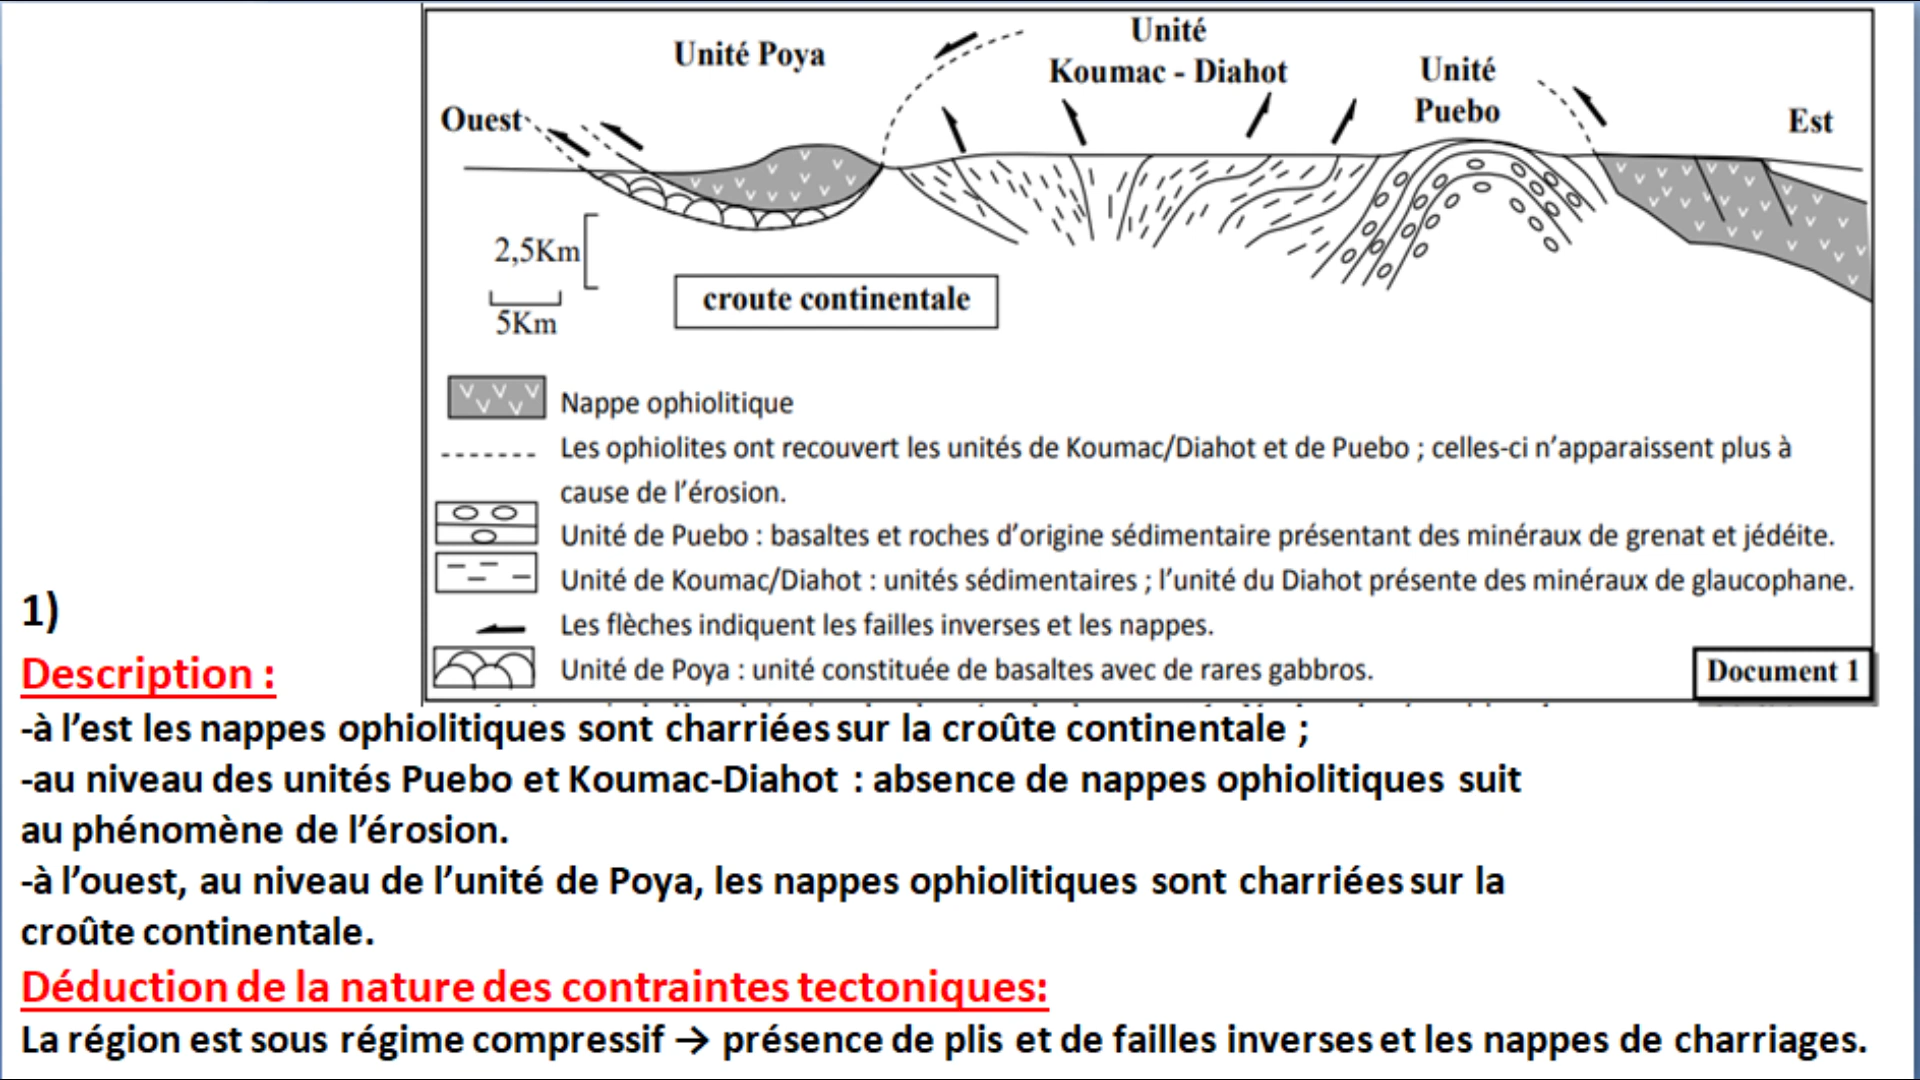 Unité Poya
Unité
Koumac - Diahot
Unité
Puebo
Ouest
Est
2,5Km
5Km
croute continentale
Nappe ophiolitique
Les ophiolites ont recouvert les unités de Koumac/Diahot et de Puebo ; celles-ci n’apparaissent plus à
cause de l’érosion.
Unité de Puebo : basaltes et roches d’origine sédimentaire présentant des minéraux de grenat et jédéite.
Unité de Koumac/Diahot : unités sédimentaires ; l’unité du Diahot présente des minéraux de glaucophane.
Les flèches indiquent les failles inverses et les nappes.
Unité de Poya : unité constituée de basaltes avec de rares gabbros.
Document 1
1)
Description :
-à l’est les nappes ophiolitiques sont charriées sur la croûte continentale ;
-au niveau des unités Puebo et Koumac-Diahot : absence de nappes ophiolitiques suit
au phénomène de l’érosion.
-à l’ouest, au niveau de l’unité de Poya, les nappes ophiolitiques sont charriées sur la
croûte continentale.
Déduction de la nature des contraintes tectoniques:
La région est sous régime compressif → présence de plis et de failles inverses et les nappes de charriages.